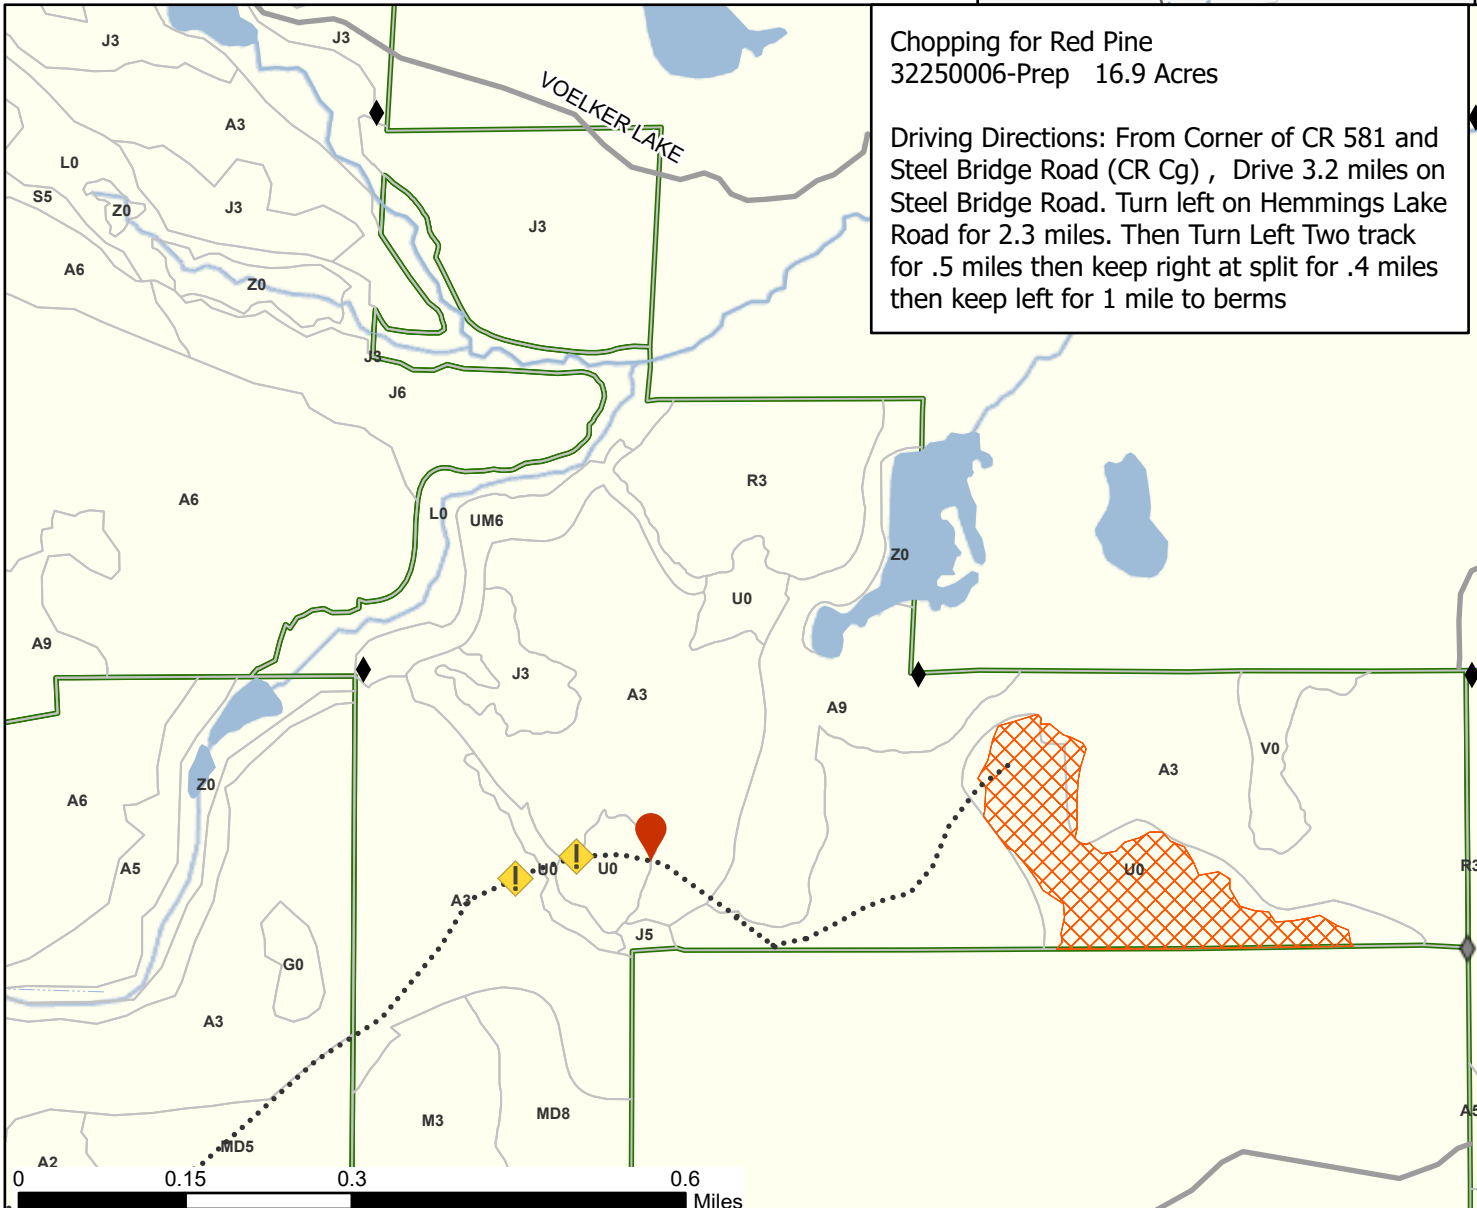 Chopping for Red Pine
32250006-Prep 16.9 Acres
Driving Directions: From Corner of CR 581 and
Steel Bridge Road (CR Cg) , Drive 3.2 miles on
Steel Bridge Road. Turn left on Hemmings Lake
Road for 2.3 miles. Then Turn Left Two track
for .5 miles then keep right at split for .4 miles
then keep left for 1 mile to berms
J3
J3
VOELKER LAKE
A3
L0
S5
Z0
J3
J3
A6
Z0
J3
J6
R3
A6
L0
UM6
Z0
U0
A9
J3
A3
A9
V0
A3
Z0
A6
A5
U0
U0
U0
R3
A3
J5
G0
A3
M3
MD8
A5
MD5
A2
0
0.15
0.3
0.6
Miles